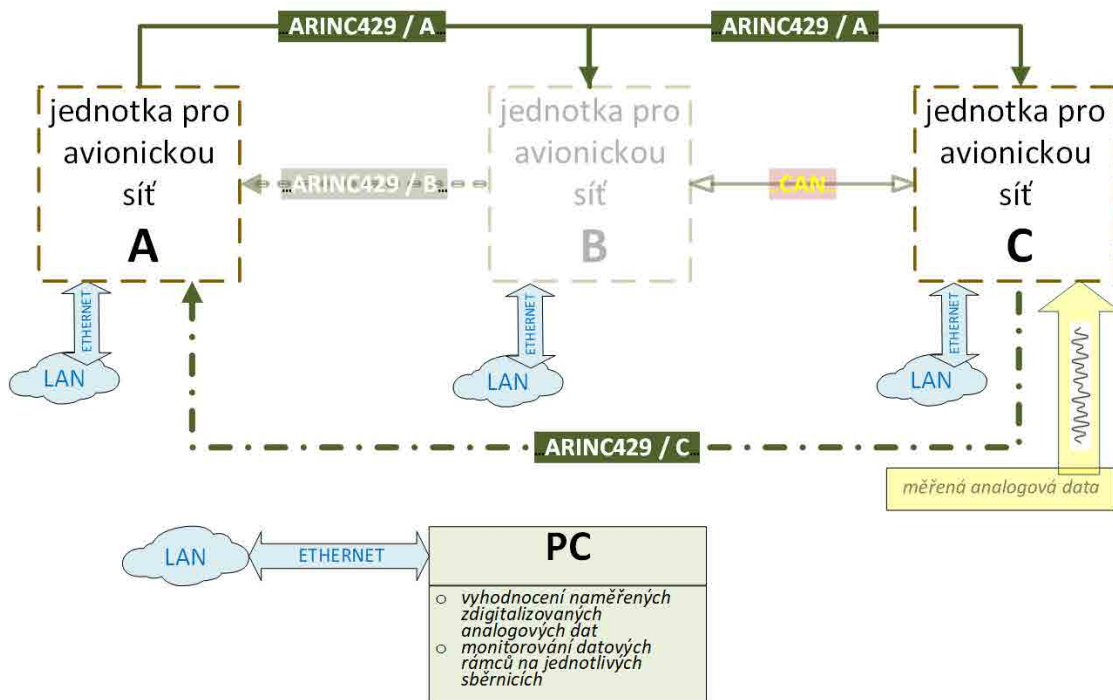 ...ARINC429 / A...
...ARINC429 / A...
jednotka pro
avionickou
síť
A
jednotka pro
avionickou
síť
B
jednotka pro
avionickou
síť
C
...ARINC429 / B...
...CAN...
ETHERNET
LAN
ETHERNET
LAN
ETHERNET
LAN
...ARINC429 / C...
měřená analogová data
LAN
ETHERNET
PC
o vyhodnocení naměřených
zdigitalizovaných
analogových dat
o monitorování datových
rámců na jednotlivých
sběrnicích